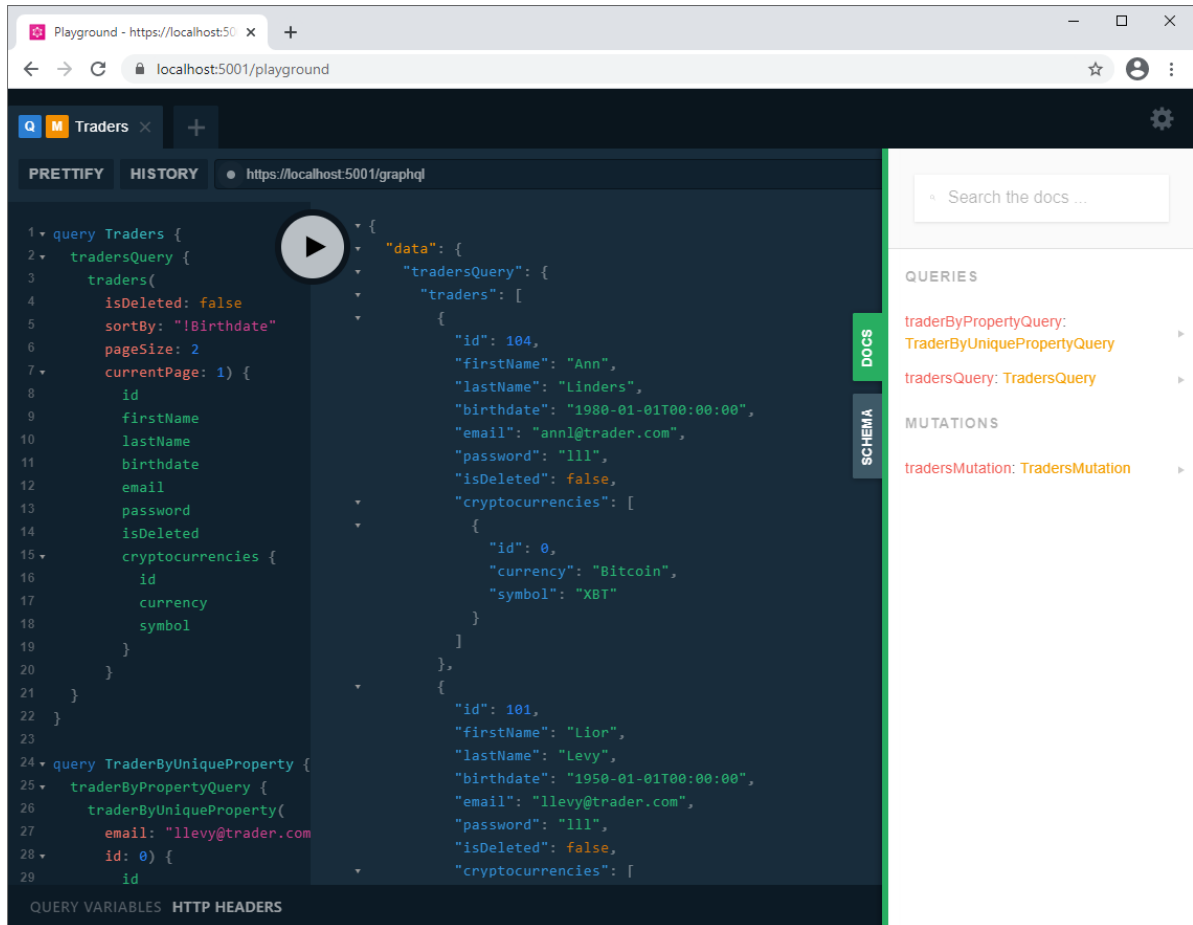 Playground - https://localhost:50
localhost:5001/playground
Q M Traders
PRETTIFY HISTORY https://localhost:5001/graphql
1 query Traders {
2 tradersQuery {
3 traders(
4 isDeleted: false
5 sortBy: "!Birthdate"
6 pageSize: 2
7 currentPage: 1) {
8 id
9 firstName
10 lastName
11 birthdate
12 email
13 password
14 isDeleted
15 cryptocurrencies {
16 id
17 currency
18 symbol
19 }
20 }
21 }
22 }
23
24 query TraderByUniqueProperty {
25 traderByPropertyQuery {
26 traderByUniqueProperty(
27 email: "llevy@trader.com
28 id: 0) {
29 id
{
"data": {
"tradersQuery": {
"traders": [
{
"id": 104,
"firstName": "Ann",
"lastName": "Linders",
"birthdate": "1980-01-01T00:00:00",
"email": "annl@trader.com",
"password": "lll",
"isDeleted": false,
"cryptocurrencies": [
{
"id": 0,
"currency": "Bitcoin",
"symbol": "XBT"
}
]
},
{
"id": 101,
"firstName": "Lior",
"lastName": "Levy",
"birthdate": "1950-01-01T00:00:00",
"email": "llevy@trader.com",
"password": "lll",
"isDeleted": false,
"cryptocurrencies": [
DOCS
SCHEMA
Search the docs ...
QUERIES
traderByPropertyQuery:
TraderByUniquePropertyQuery
tradersQuery: TradersQuery
MUTATIONS
tradersMutation: TradersMutation
QUERY VARIABLES HTTP HEADERS